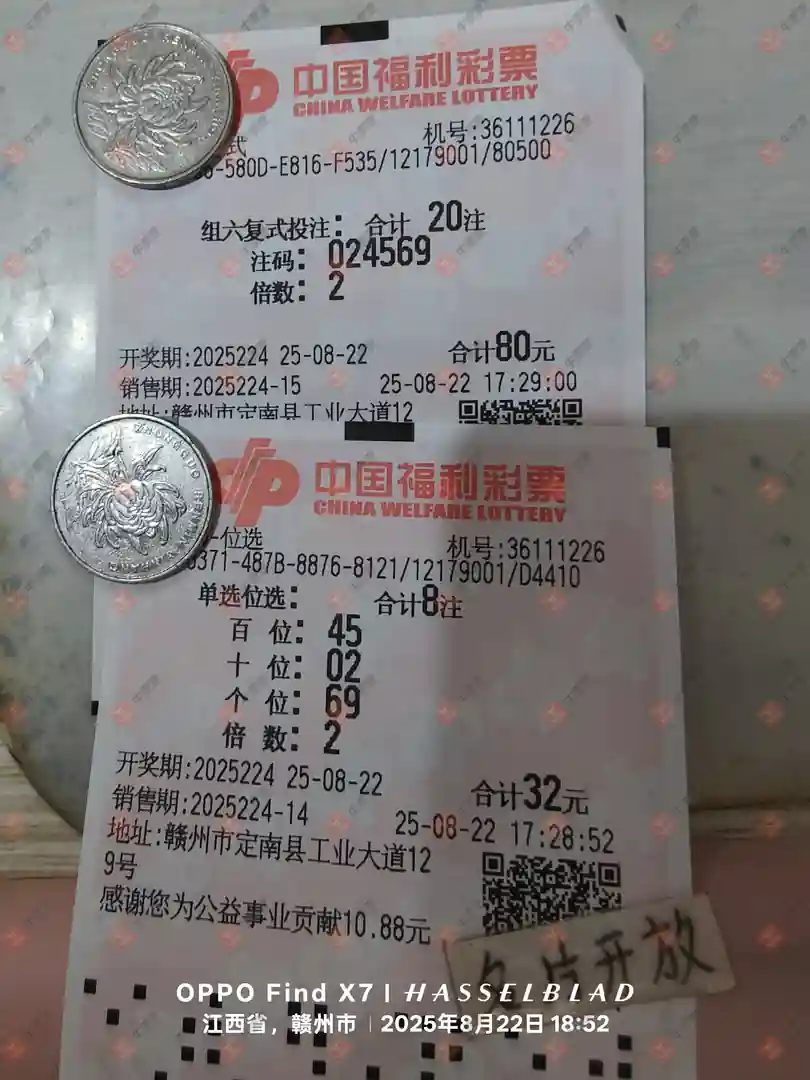 中国福利彩票
CHINA WELFARE LOTTERY
式
机号:36111226
-580D-E816-F535/12179001/80500
组六复式投注: 合计 20注
注码: 024569
倍数: 2
开奖期:2025224 25-08-22 合计80元
销售期:2025224-15 25-08-22 17:29:00
地址:赣州市定南县工业大道12
中国福利彩票
CHINA WELFARE LOTTERY
位选
机号:36111226
371-487B-8876-8121/12179001/D4410
单选位选: 合计8注
百 位: 45
十 位: 02
个 位: 69
倍 数: 2
开奖期:2025224 25-08-22 合计32元
销售期:2025224-14 25-08-22 17:28:52
地址:赣州市定南县工业大道12
9号
感谢您为公益事业贡献10.88元
片开放
OPPO Find X7 | HASSELBLAD
江西省，赣州市 | 2025年8月22日 18:52